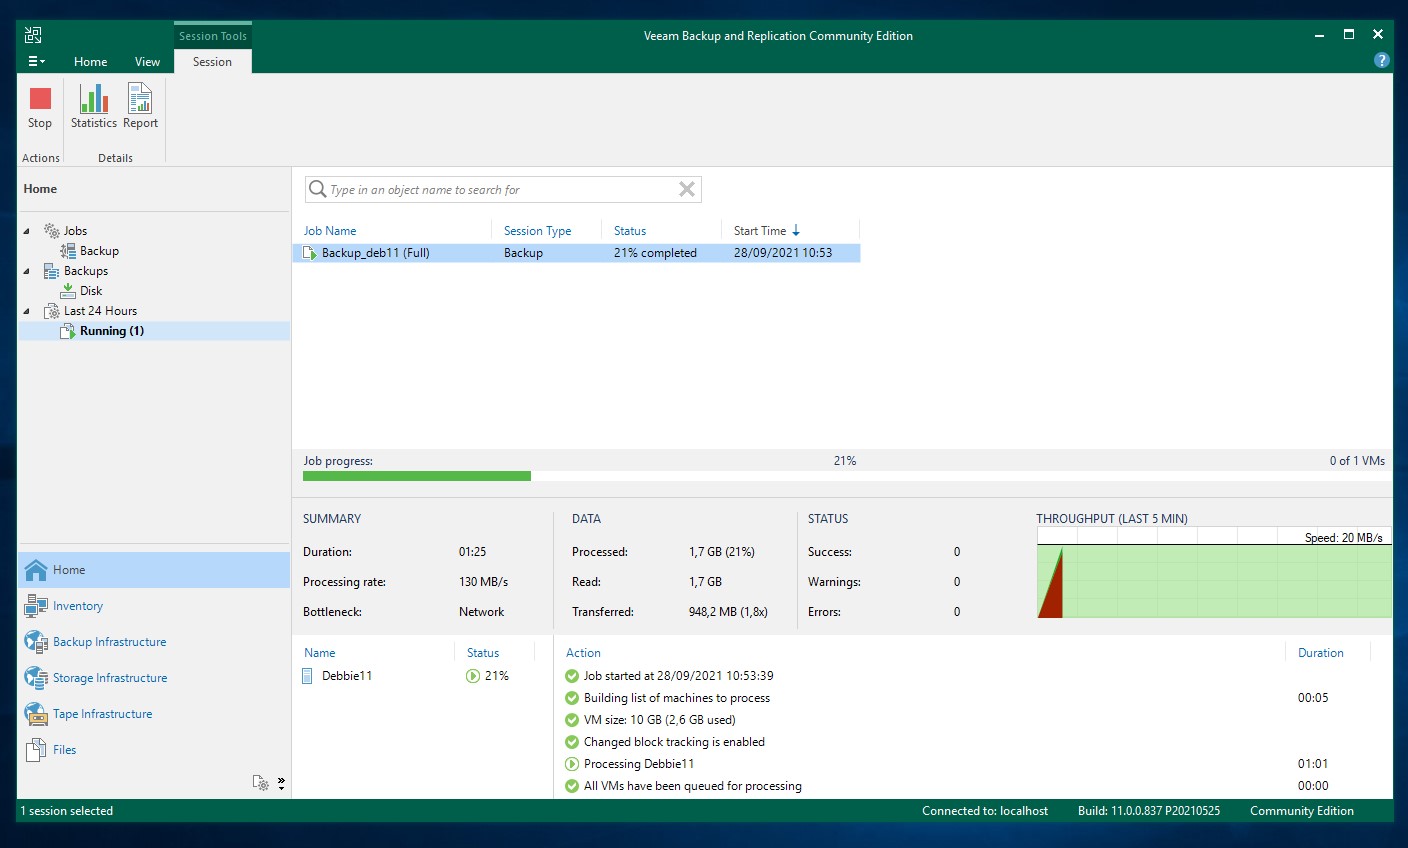 Session Tools
Veeam Backup and Replication Community Edition
Home View Session
?
Stop Statistics Report
Actions Details
Home
Jobs
Backup
Backups
Disk
Last 24 Hours
Running (1)
Home
Inventory
Backup Infrastructure
Storage Infrastructure
Tape Infrastructure
Files
Type in an object name to search for
Job Name Session Type Status Start Time
Backup_deb11 (Full) Backup 21% completed 28/09/2021 10:53
Job progress: 21% 0 of 1 VMs
SUMMARY
Duration: 01:25
Processing rate: 130 MB/s
Bottleneck: Network
DATA
Processed: 1,7 GB (21%)
Read: 1,7 GB
Transferred: 948,2 MB (1,8x)
STATUS
Success: 0
Warnings: 0
Errors: 0
THROUGHPUT (LAST 5 MIN)
Speed: 20 MB/s
Name Status
Debbie11 21%
Action Duration
Job started at 28/09/2021 10:53:39
Building list of machines to process 00:05
VM size: 10 GB (2,6 GB used)
Changed block tracking is enabled
Processing Debbie11 01:01
All VMs have been queued for processing 00:00
1 session selected Connected to: localhost Build: 11.0.0.837 P20210525 Community Edition